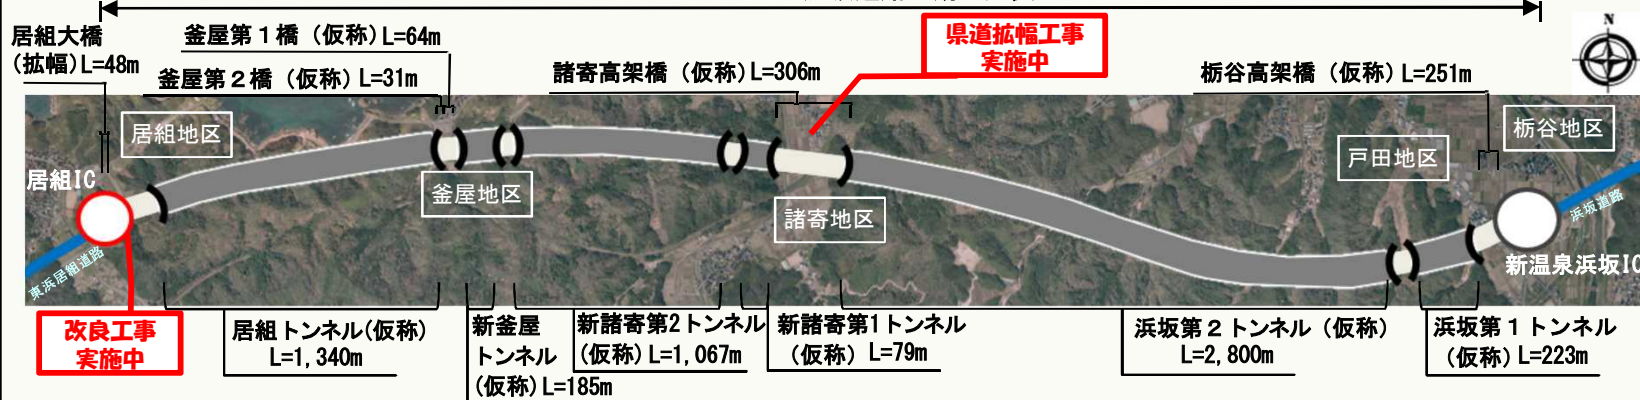 居組大橋
(拡幅)L=48m
釜屋第１橋（仮称）L=64m
釜屋第２橋（仮称）L=31m
諸寄高架橋（仮称）L=306m
県道拡幅工事
実施中
栃谷高架橋（仮称）L=251m
N
居組地区
栃谷地区
戸田地区
居組IC
釜屋地区
諸寄地区
浜坂道路
東浜居組道路
新温泉浜坂IC
改良工事
実施中
居組トンネル(仮称)
L=1,340m
新釜屋
トンネル
(仮称)L=185m
新諸寄第2トンネル
(仮称)L=1,067m
新諸寄第1トンネル
（仮称）L=79m
浜坂第２トンネル（仮称）
L=2,800m
浜坂第１トンネル
（仮称）L=223m